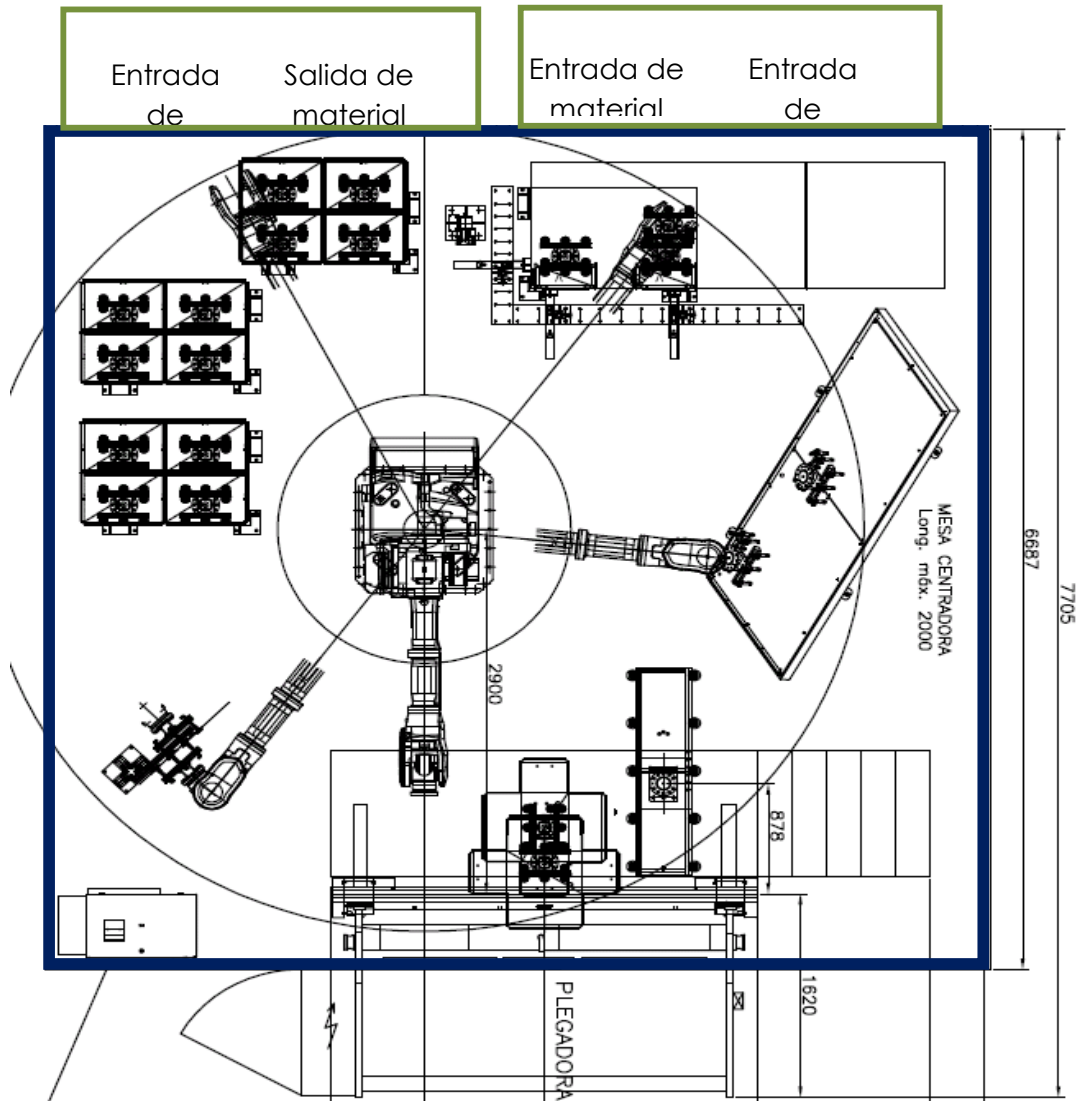 Entrada
de
Salida de
material
Entrada de
material
Entrada
de
MESA CENTRADORA
Long. máx. 2000
6687
7705
2900
878
1620
PLEGADORA